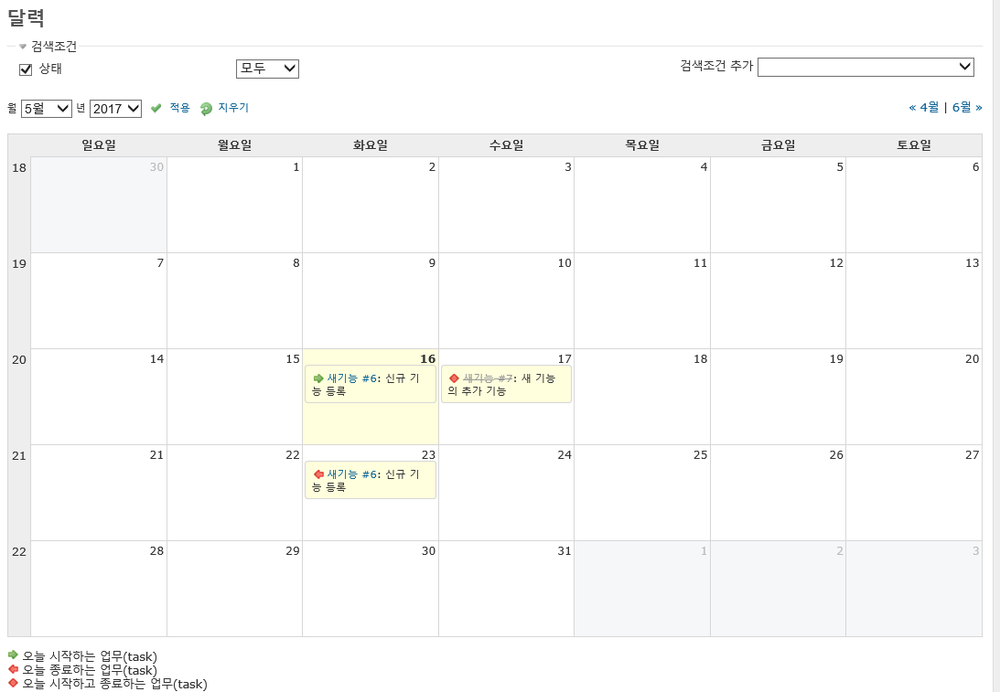 달력
검색조건
상태 모두 검색조건 추가
월 5월 년 2017 적용 지우기 « 4월 | 6월 »
일요일 월요일 화요일 수요일 목요일 금요일 토요일
18 30 1 2 3 4 5 6
19 7 8 9 10 11 12 13
20 14 15 16 17 18 19 20
새기능 #6: 신규 기
능 등록
새기능 #7: 새 기능
의 추가 기능
21 21 22 23 24 25 26 27
새기능 #6: 신규 기
능 등록
22 28 29 30 31 1 2 3
오늘 시작하는 업무(task)
오늘 종료하는 업무(task)
오늘 시작하고 종료하는 업무(task)